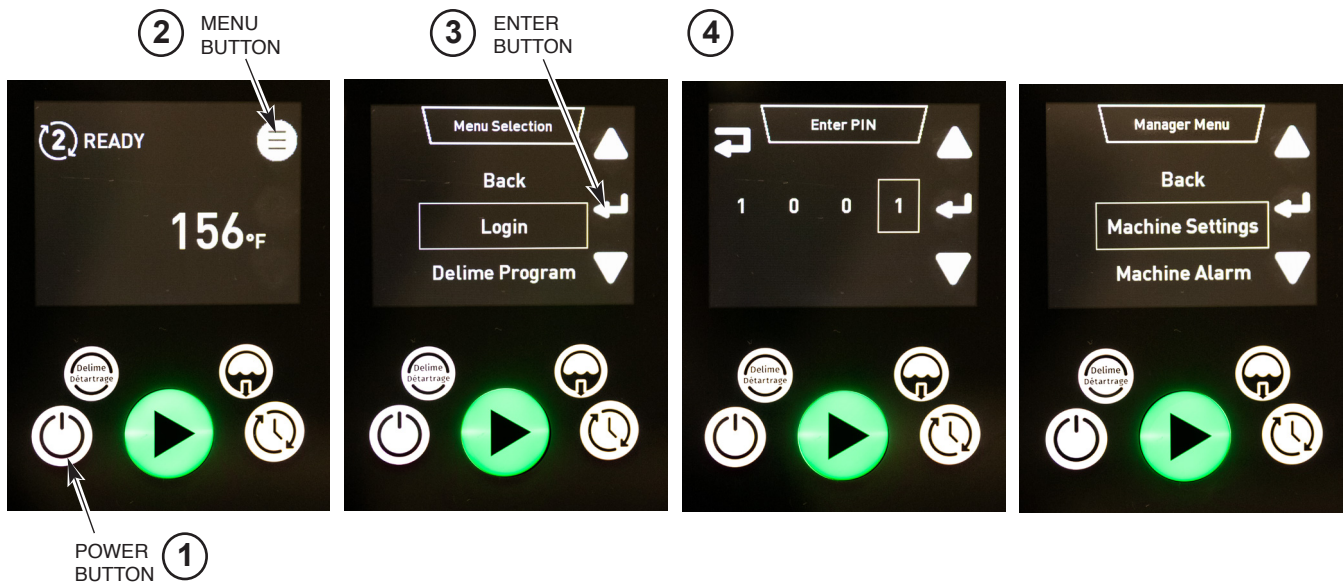 2 MENU
BUTTON
3 ENTER
BUTTON
4
2 READY
156°F
Delime
Détartrage
POWER
BUTTON 1
Menu Selection
Back
Login
Delime Program
Delime
Détartrage
Enter PIN
1 0 0 1
Delime
Détartrage
Manager Menu
Back
Machine Settings
Machine Alarm
Delime
Détartrage